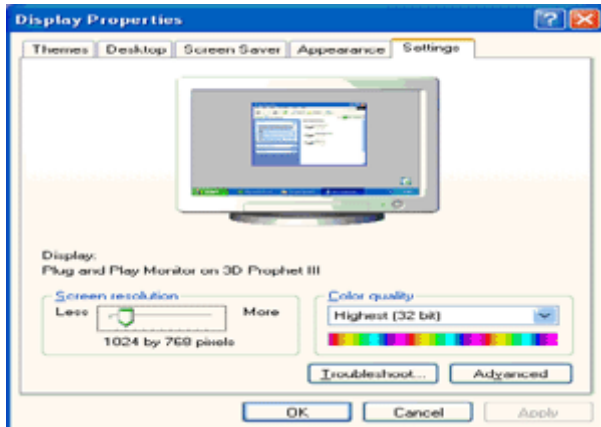 Display Properties
Themes Desktop Screen Saver Appearance Settings
Display:
Plug and Play Monitor on 3D Prophet III
Screen resolution
Less More
1024 by 768 pixels
Color quality
Highest (32 bit)
Troubleshoot... Advanced
OK Cancel Apply